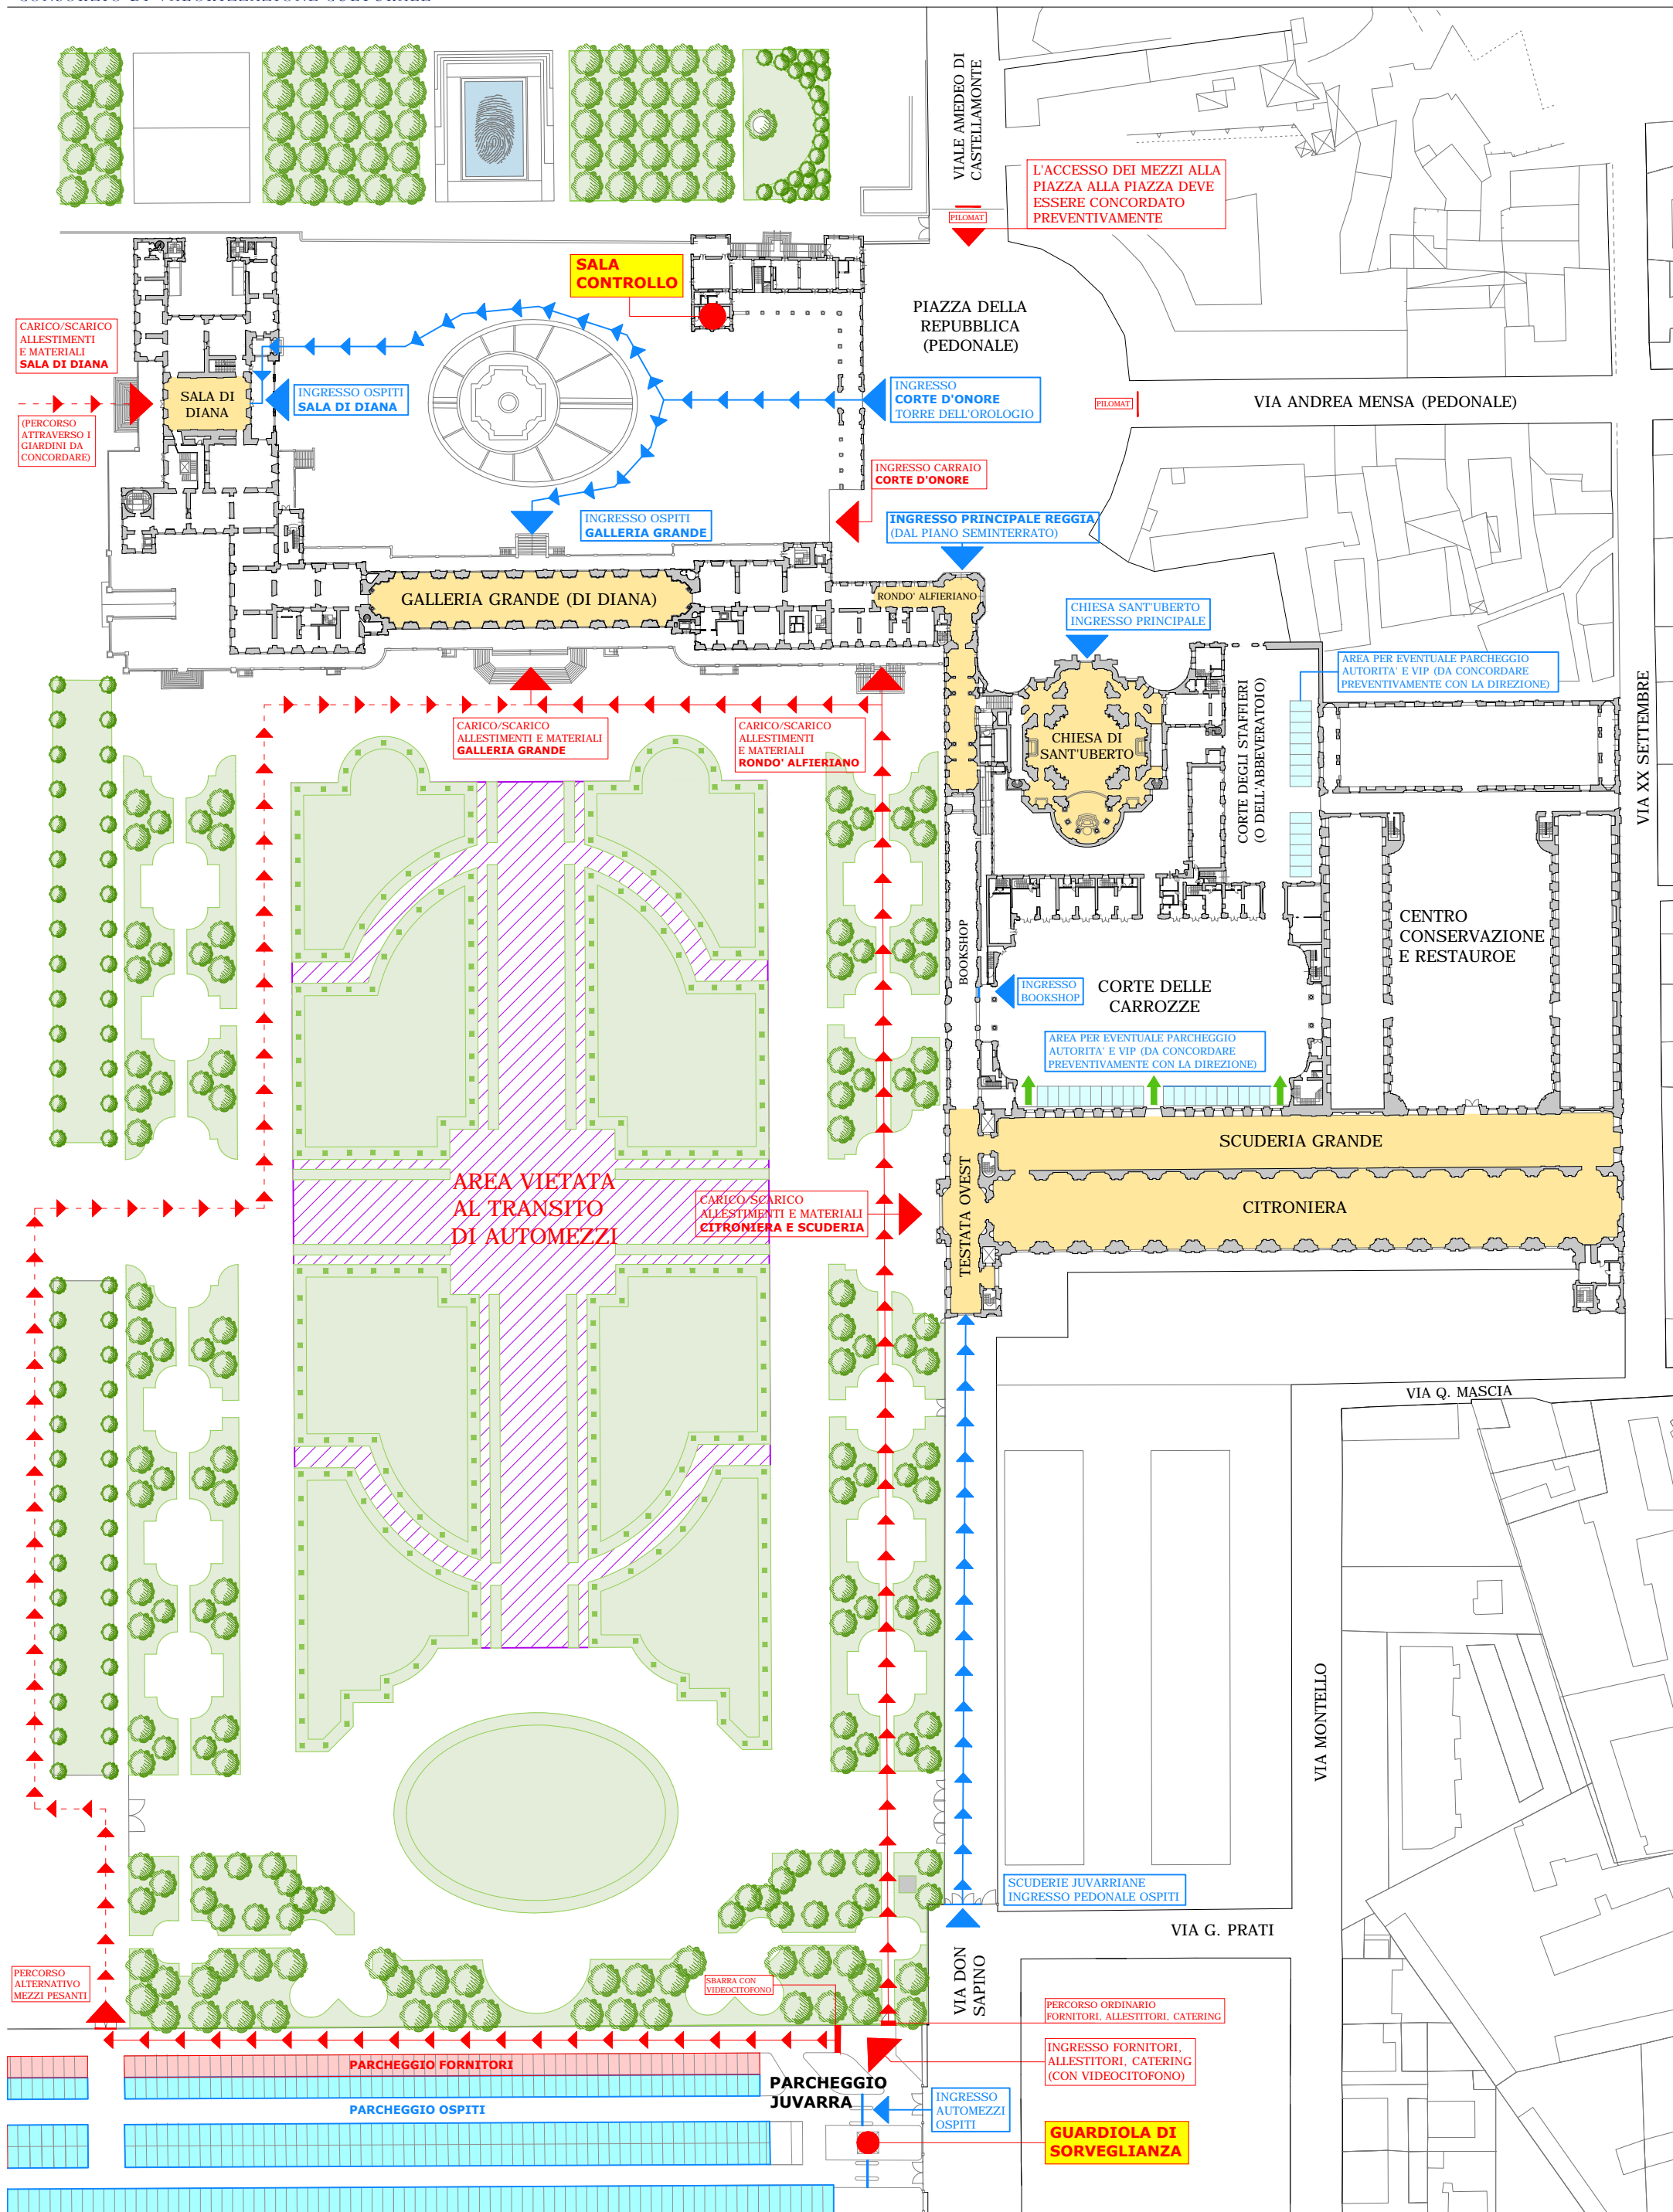 CONSORZIO DI VALORIZZAZIONE CULTURALE
VIALE AMEDEO DI
CASTELLAMONTE
L'ACCESSO DEI MEZZI ALLA
PIAZZA ALLA PIAZZA DEVE
ESSERE CONCORDATO
PREVENTIVAMENTE
PILOMAT
SALA
CONTROLLO
PIAZZA DELLA
REPUBBLICA
(PEDONALE)
CARICO/SCARICO
ALLESTIMENTI
E MATERIALI
SALA DI DIANA
SALA DI
DIANA
INGRESSO OSPITI
SALA DI DIANA
INGRESSO
CORTE D'ONORE
TORRE DELL'OROLOGIO
PILOMAT
VIA ANDREA MENSA (PEDONALE)
(PERCORSO
ATTRAVERSO I
GIARDINI DA
CONCORDARE)
INGRESSO CARRAIO
CORTE D'ONORE
INGRESSO OSPITI
GALLERIA GRANDE
INGRESSO PRINCIPALE REGGIA
(DAL PIANO SEMINTERRATO)
GALLERIA GRANDE (DI DIANA)
RONDO' ALFIERIANO
CHIESA SANT'UBERTO
INGRESSO PRINCIPALE
AREA PER EVENTUALE PARCHEGGIO
AUTORITA' E VIP (DA CONCORDARE
PREVENTIVAMENTE CON LA DIREZIONE)
CARICO/SCARICO
ALLESTIMENTI E MATERIALI
GALLERIA GRANDE
CARICO/SCARICO
ALLESTIMENTI
E MATERIALI
RONDO' ALFIERIANO
CHIESA DI
SANT'UBERTO
CORTE DEGLI STAFFIERI
(O DELL'ABBEVERATOIO)
VIA XX SETTEMBRE
BOOKSHOP
CENTRO
CONSERVAZIONE
E RESTAUROE
INGRESSO
BOOKSHOP
CORTE DELLE
CARROZZE
AREA PER EVENTUALE PARCHEGGIO
AUTORITA' E VIP (DA CONCORDARE
PREVENTIVAMENTE CON LA DIREZIONE)
SCUDERIA GRANDE
AREA VIETATA
AL TRANSITO
DI AUTOMEZZI
CARICO/SCARICO
ALLESTIMENTI E MATERIALI
CITRONIERA E SCUDERIA
TESTATA OVEST
CITRONIERA
VIA Q. MASCIA
VIA MONTELLO
SCUDERIE JUVARRIANE
INGRESSO PEDONALE OSPITI
VIA G. PRATI
VIA DON
SAPINO
PERCORSO
ALTERNATIVO
MEZZI PESANTI
SBARRA CON
VIDEOCITOFONO
PERCORSO ORDINARIO
FORNITORI, ALLESTITORI, CATERING
INGRESSO FORNITORI,
ALLESTITORI, CATERING
(CON VIDEOCITOFONO)
PARCHEGGIO FORNITORI
PARCHEGGIO
JUVARRA
PARCHEGGIO OSPITI
INGRESSO
AUTOMEZZI
OSPITI
GUARDIOLA DI
SORVEGLIANZA